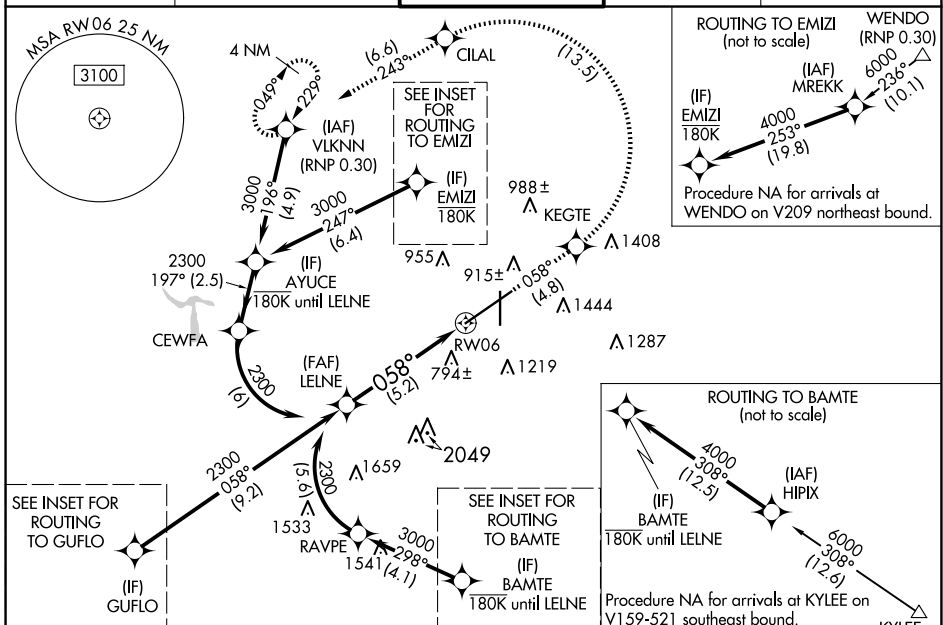 MSA RW06 25 NM
3100
4 NM
049°
229°
(6.6)
243°
CILAL
(13.5)
(IAF)
VLKNN
(RNP 0.30)
SEE INSET
FOR
ROUTING
TO EMIZI
(IF)
EMIZI
180K
3000
196°
(4.9)
3000
247°
(6.4)
988±
KEGTE
1408
955
915±
058°
(4.8)
1444
2300
197° (2.5)
(IF)
AYUCE
180K until LELNE
CEWFA
RW06
1287
794±
1219
(FAF)
LELNE
058°
(5.2)
2300
(6)
2049
2300
058°
(9.2)
2300
(5.6)
1659
1533
RAVPE
1541
3000
298°
(4.1)
SEE INSET FOR
ROUTING
TO GUFLO
(IF)
GUFLO
SEE INSET FOR
ROUTING
TO BAMTE
(IF)
BAMTE
180K until LELNE
ROUTING TO EMIZI
(not to scale)
WENDO
(RNP 0.30)
(IAF)
MREKK
6000
236°
(10.1)
(IF)
EMIZI
180K
4000
253°
(19.8)
Procedure NA for arrivals at
WENDO on V209 northeast bound.
ROUTING TO BAMTE
(not to scale)
4000
308°
(12.5)
(IAF)
HIPIX
(IF)
BAMTE
180K until LELNE
6000
308°
(12.6)
Procedure NA for arrivals at KYLEE on
V159-521 southeast bound.
KYLEE